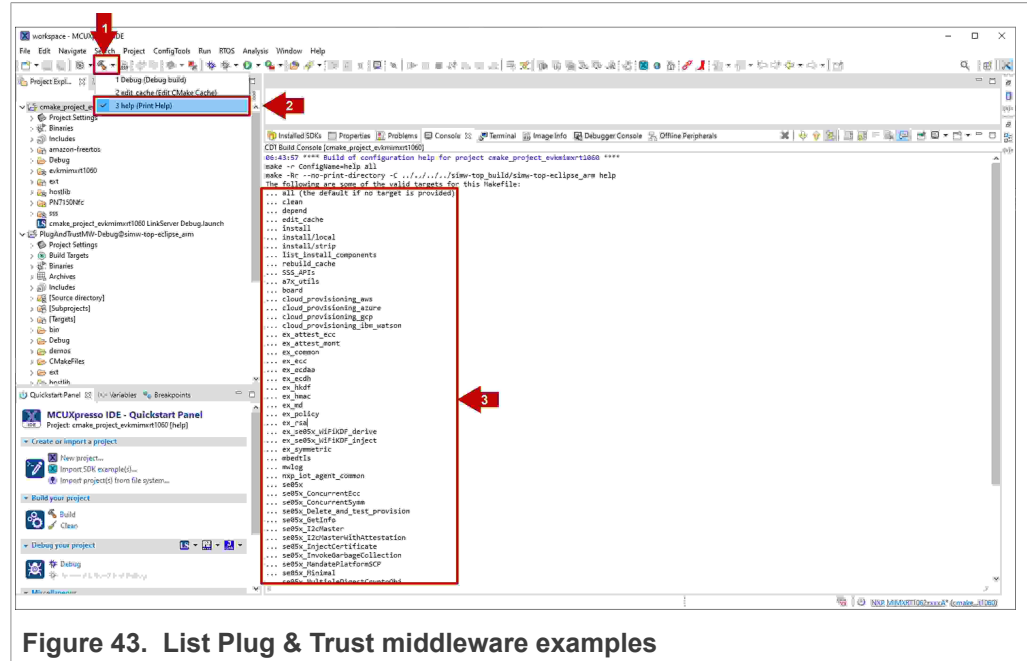 1
workspace - MCUX IDE
File Edit Navigate Search Project ConfigTools Run RTOS Analysis Window Help
Project Expl...
1 Debug (Debug build)
2 edit_cache (Edit CMake Cache)
3 help (Print Help)
2
cmake_project_ev
Project Settings
Binaries
Includes
amazon-freertos
Debug
evkmimxrt1060
ext
hostlib
PN7150Nfc
sss
cmake_project_evkmimxrt1060 LinkServer Debug.launch
PlugAndTrustMW-Debug@simw-top-eclipse_arm
Project Settings
Build Targets
Binaries
Archives
Includes
[Source directory]
[Subprojects]
[Targets]
bin
Debug
demos
CMakeFiles
ext
hostlib
Installed SDKs Properties Problems Console Terminal Image Info Debugger Console Offline Peripherals
CDT Build Console [cmake_project_evkmimxrt1060]
06:43:57 **** Build of configuration help for project cmake_project_evkmimxrt1060 ****
make -r ConfigName=help all
make -Rr --no-print-directory -C ../../../../simw-top_build/simw-top-eclipse_arm help
The following are some of the valid targets for this Makefile:
... all (the default if no target is provided)
... clean
... depend
... edit_cache
... install
... install/local
... install/strip
... list_install_components
... rebuild_cache
... SSS_APIs
... a7x_utils
... board
... cloud_provisioning_aws
... cloud_provisioning_azure
... cloud_provisioning_gcp
... cloud_provisioning_ibm_watson
... ex_attest_ecc
... ex_attest_mont
... ex_common
... ex_ecc
... ex_ecdaa
... ex_ecdh
... ex_hkdf
... ex_hmac
... ex_md
... ex_policy
... ex_rsa
... ex_se05x_WiFiKDF_derive
... ex_se05x_WiFiKDF_inject
... ex_symmetric
... mbedtls
... mwlog
... nxp_iot_agent_common
... se05x
... se05x_ConcurrentEcc
... se05x_ConcurrentSymm
... se05x_Delete_and_test_provision
... se05x_GetInfo
... se05x_I2cMaster
... se05x_I2cMasterWithAttestation
... se05x_InjectCertificate
... se05x_InvokeGarbageCollection
... se05x_MandatePlatformSCP
... se05x_Minimal
... se05x_MultipleDigestCryptoObj
3
Quickstart Panel Variables Breakpoints
MCUXpresso IDE - Quickstart Panel
IDE
Project: cmake_project_evkmimxrt1060 [help]
Create or import a project
New project...
Import SDK example(s)...
Import project(s) from file system...
Build your project
Build
Clean
Debug your project
Debug
Miscellaneous
NXP MIMXRT1062xxxxA* (cmake...t1060)
Figure 43. List Plug & Trust middleware examples